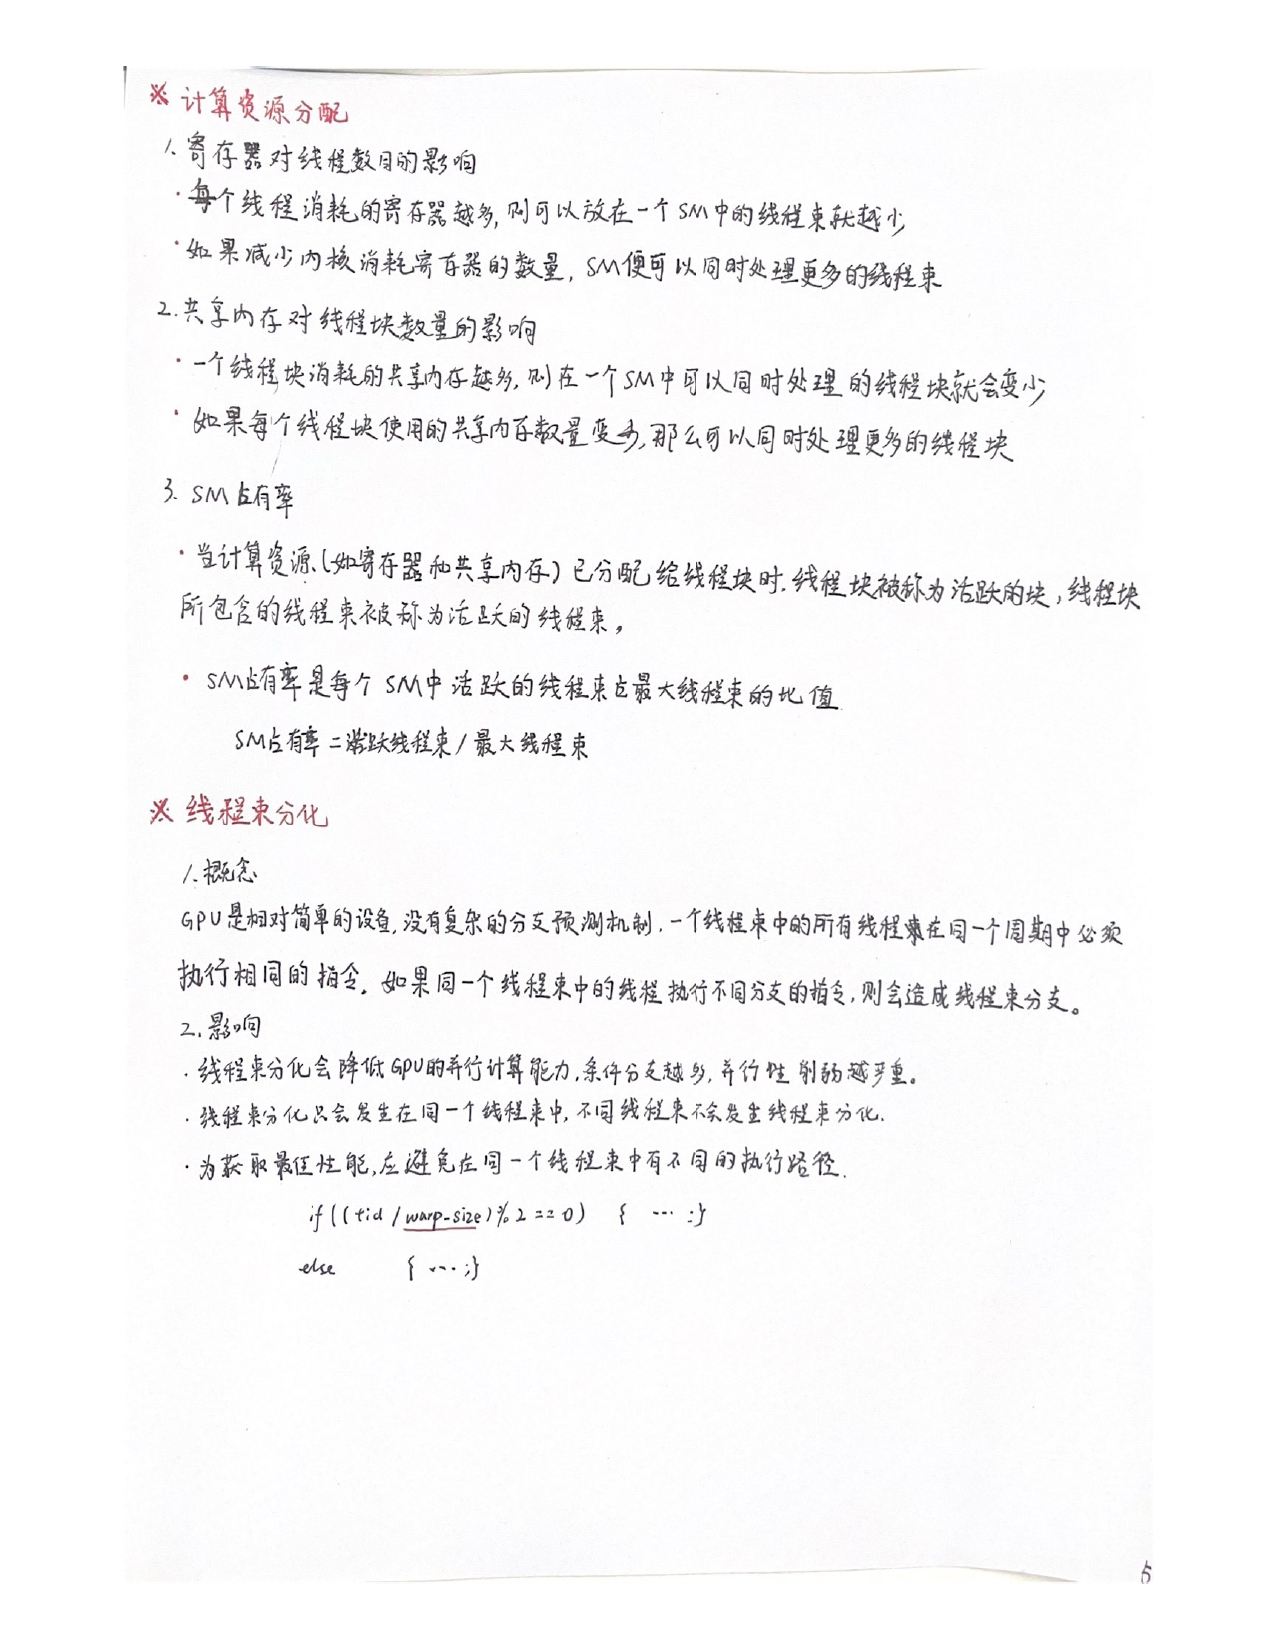 ※ 计算资源分配
1. 寄存器对线程数目的影响
· 每个线程消耗的寄存器越多,则可以放在一个SM中的线程束就越少
· 如果减少内核消耗寄存器的数量,SM便可以同时处理更多的线程束
2. 共享内存对线程块数量的影响
· 一个线程块消耗的共享内存越多,则在一个SM中可以同时处理的线程块就会变少
· 如果每个线程块使用的共享内存数量变,那么可以同时处理更多的线程块
3. SM占有率
· 当计算资源(如寄存器和共享内存)已分配给线程块时.线程块被称为活跃的块,线程块
所包含的线程束被称为活跃的线程束。
· SM占有率是每个SM中活跃的线程束占最大线程束的比值.
SM占有率=活跃线程束/最大线程束
※ 线程束分化
1. 概念
GPU是相对简单的设备,没有复杂的分支预测机制.一个线程束中的所有线程在同一个周期中必须
执行相同的指令。如果同一个线程束中的线程执行不同分支的指令,则会造成线程束分支。
2. 影响
· 线程束分化会降低GPU的并行计算能力,条件分支越多,并行性削弱越严重。
· 线程束分化只会发生在同一个线程束中,不同线程束不会发生线程束分化.
· 为获取最佳性能,应避免在同一个线程束中有不同的执行路径.
if((tid/warp-size)%2==0) { ...;}
else { ...;}
5